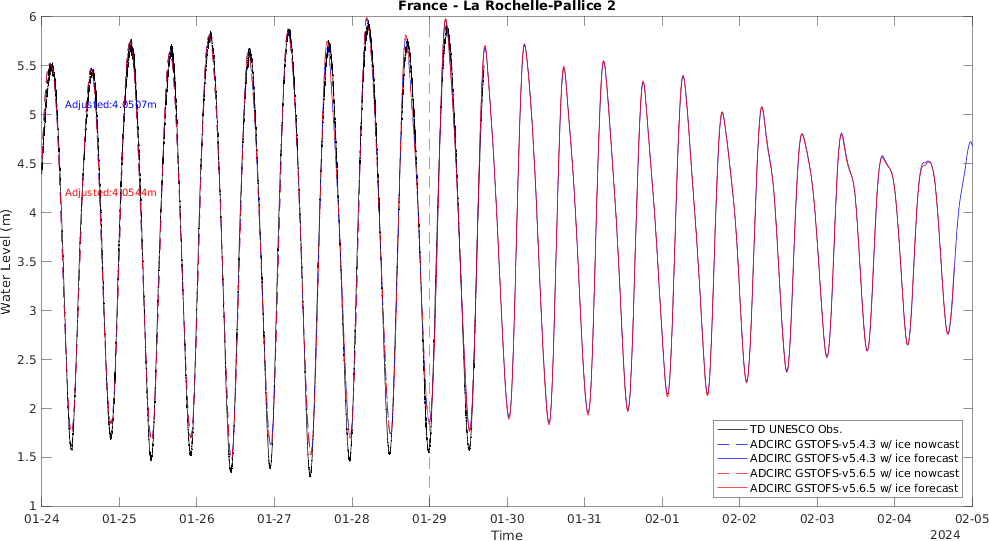 France - La Rochelle-Pallice 2
6
5.5
5
4.5
4
3.5
3
2.5
2
1.5
1
Water Level (m)
Adjusted:4.0507m
Adjusted:4.0544m
TD UNESCO Obs.
ADCIRC GSTOFS-v5.4.3 w/ ice nowcast
ADCIRC GSTOFS-v5.4.3 w/ ice forecast
ADCIRC GSTOFS-v5.6.5 w/ ice nowcast
ADCIRC GSTOFS-v5.6.5 w/ ice forecast
01-24 01-25 01-26 01-27 01-28 01-29 01-30 01-31 02-01 02-02 02-03 02-04 02-05
Time
2024